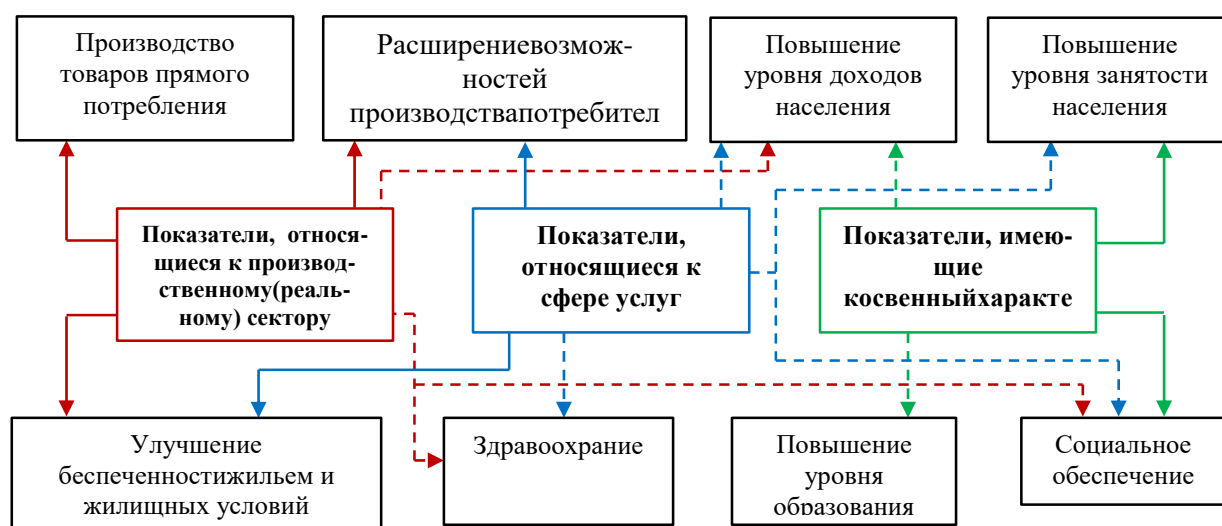 Производство
товаров прямого
потребления
Расширениевозмож-
ностей
производствапотребител
Повышение
уровня доходов
населения
Повышение
уровня занятости
населения
Показатели, относя-
щиеся к производ-
ственному(реаль-
ному) сектору
Показатели,
относящиеся к
сфере услуг
Показатели, имею-
щие
косвенныйхаракте
Улучшение
беспеченностижильем и
жилищных условий
Здравоохрание
Повышение
уровня
образования
Социальное
обеспечение